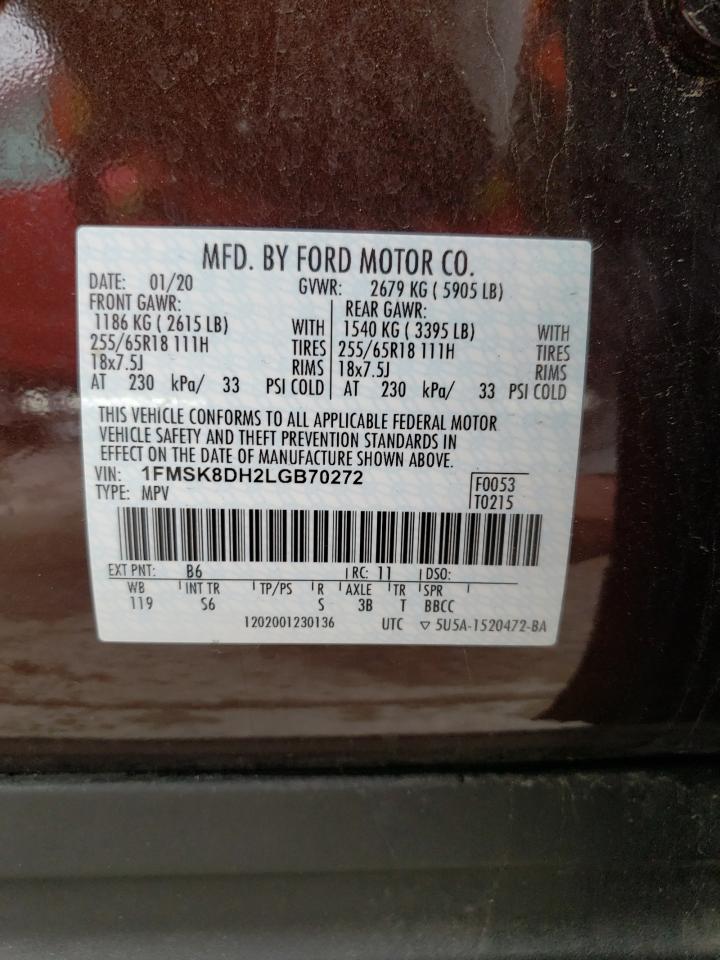 MFD. BY FORD MOTOR CO.
DATE: 01/20 GVWR: 2679 KG ( 5905 LB)
FRONT GAWR: REAR GAWR:
1186 KG ( 2615 LB) WITH 1540 KG ( 3395 LB) WITH
255/65R18 111H TIRES 255/65R18 111H TIRES
18x7.5J RIMS 18x7.5J RIMS
AT 230 kPa/ 33 PSI COLD AT 230 kPa/ 33 PSI COLD
THIS VEHICLE CONFORMS TO ALL APPLICABLE FEDERAL MOTOR
VEHICLE SAFETY AND THEFT PREVENTION STANDARDS IN
EFFECT ON THE DATE OF MANUFACTURE SHOWN ABOVE.
VIN: 1FMSK8DH2LGB70272 F0053
TYPE: MPV T0215
EXT PNT: B6 RC: 11 DSO:
WB INT TR TP/PS R AXLE TR SPR
119 S6 S 3B T BBCC
1202001230136 UTC ▽ 5U5A-1520472-BA